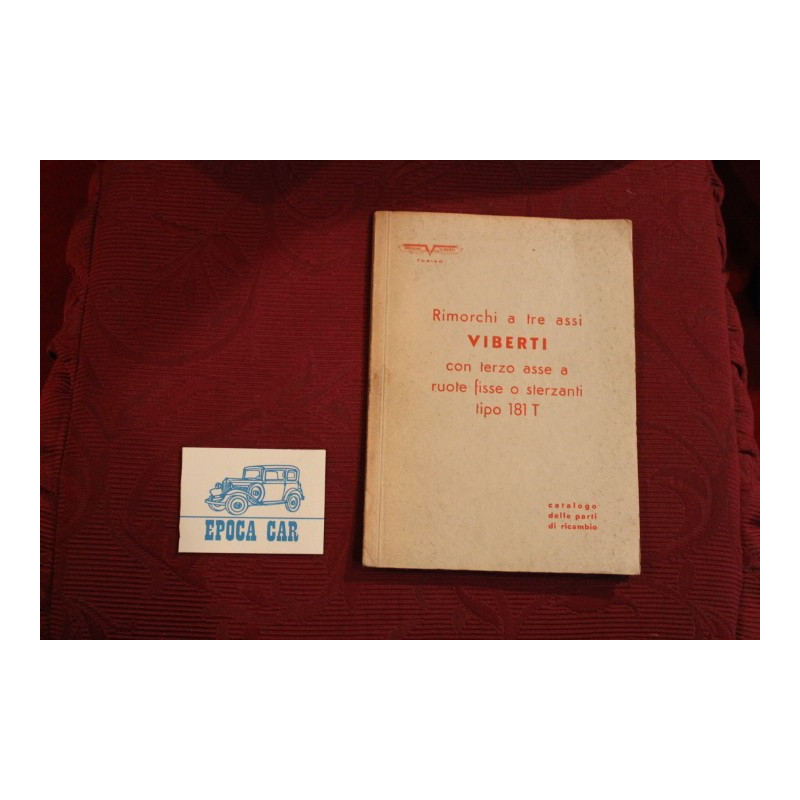 TORINO
Rimorchi a tre assi
VIBERTI
con terzo asse a
ruote fisse o sterzanti
tipo 181 T
catalogo
delle parti
di ricambio
EPOCA CAR